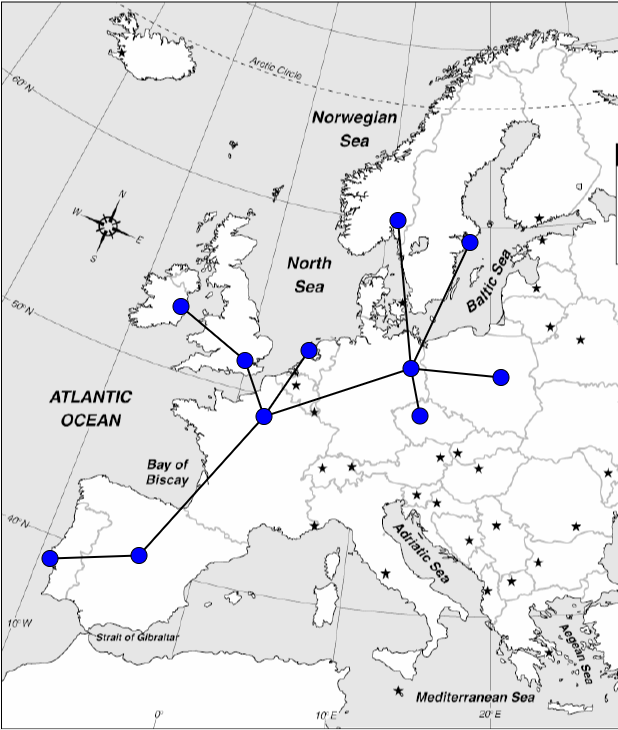 Arctic Circle
60°N
Norwegian
Sea
N
W
E
S
North
Sea
Baltic Sea
50°N
ATLANTIC
OCEAN
Bay of
Biscay
40°N
Adriatic Sea
10°W
Strait of Gibraltar
Aegean Sea
Mediterranean Sea
0°
10°E
20°E